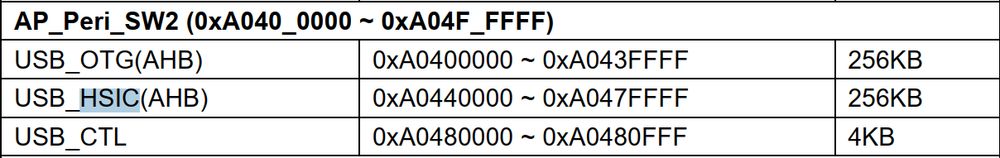 AP_Peri_SW2 (0xA040_0000 ~ 0xA04F_FFFF)
USB_OTG(AHB) 0xA0400000 ~ 0xA043FFFF 256KB
USB_HSIC(AHB) 0xA0440000 ~ 0xA047FFFF 256KB
USB_CTL 0xA0480000 ~ 0xA0480FFF 4KB